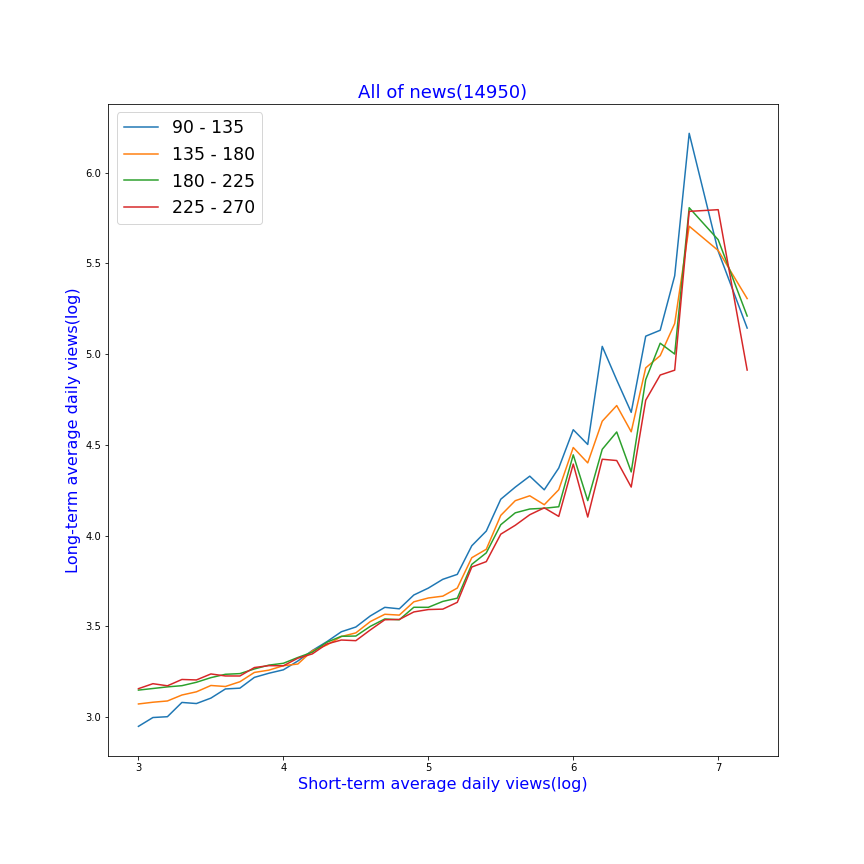 All of news(14950)
90 - 135
135 - 180
180 - 225
225 - 270
Long-term average daily views(log)
6.0
5.5
5.0
4.5
4.0
3.5
3.0
3 4 5 6 7
Short-term average daily views(log)